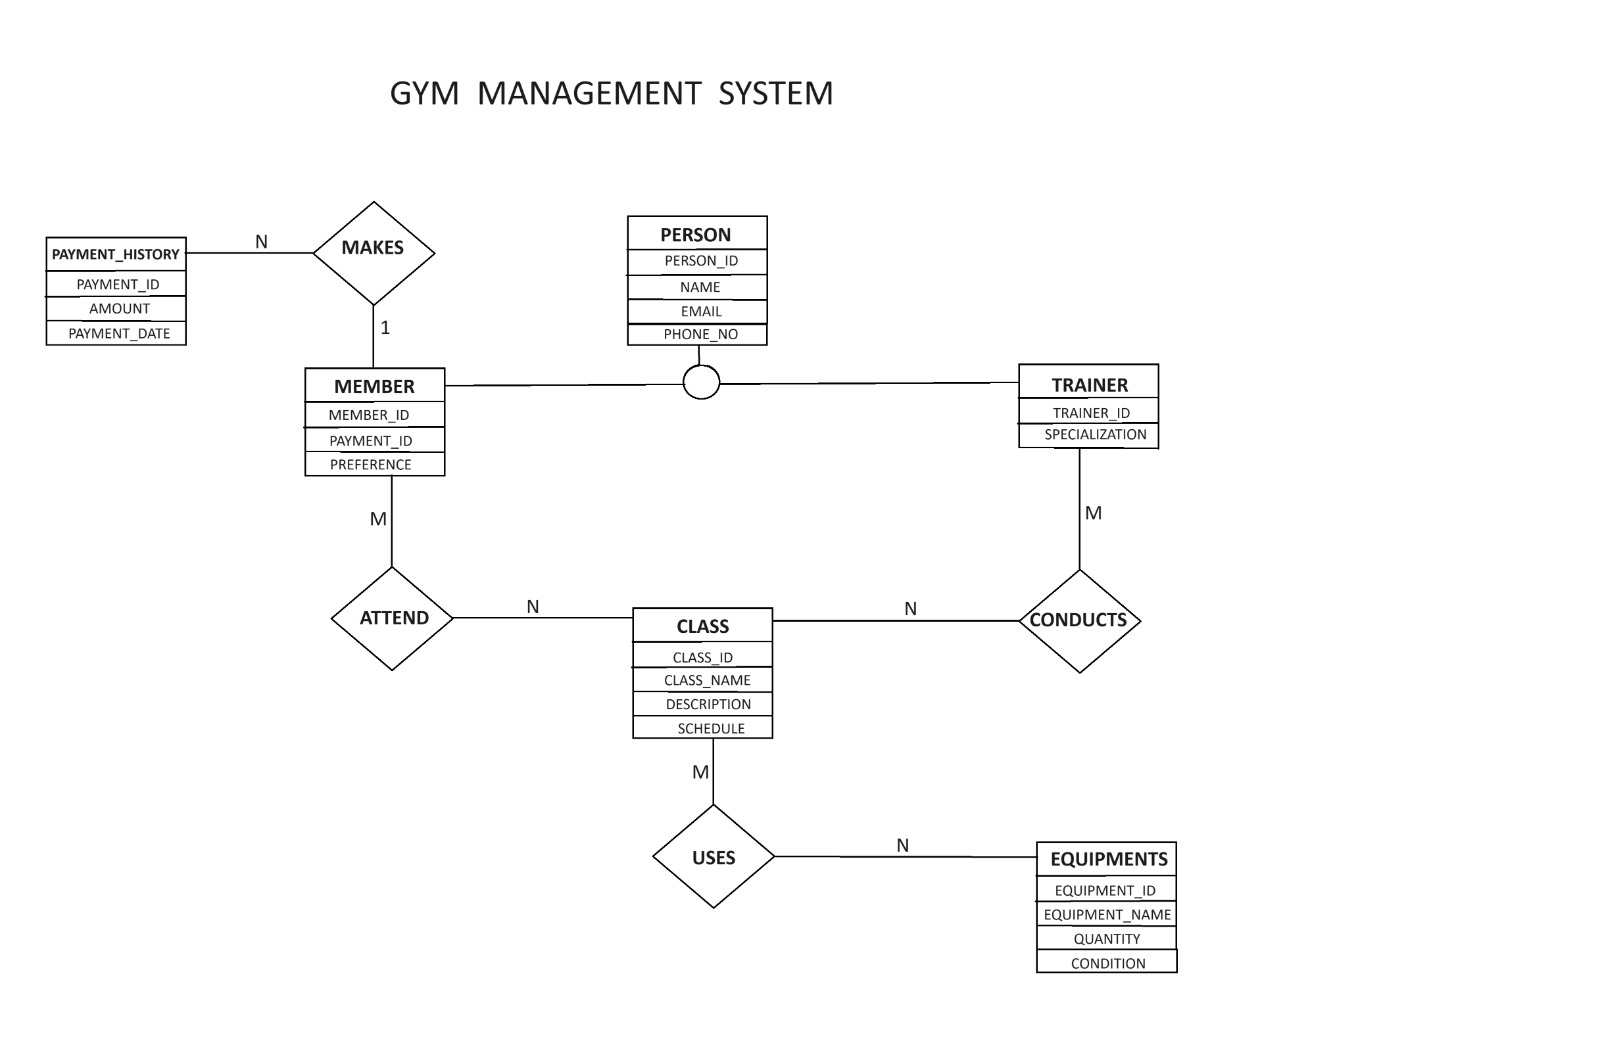 GYM MANAGEMENT SYSTEM
PAYMENT_HISTORY
PAYMENT_ID
AMOUNT
PAYMENT_DATE
N
MAKES
1
PERSON
PERSON_ID
NAME
EMAIL
PHONE_NO
MEMBER
MEMBER_ID
PAYMENT_ID
PREFERENCE
TRAINER
TRAINER_ID
SPECIALIZATION
M
M
ATTEND
N
CLASS
CLASS_ID
CLASS_NAME
DESCRIPTION
SCHEDULE
N
CONDUCTS
M
USES
N
EQUIPMENTS
EQUIPMENT_ID
EQUIPMENT_NAME
QUANTITY
CONDITION